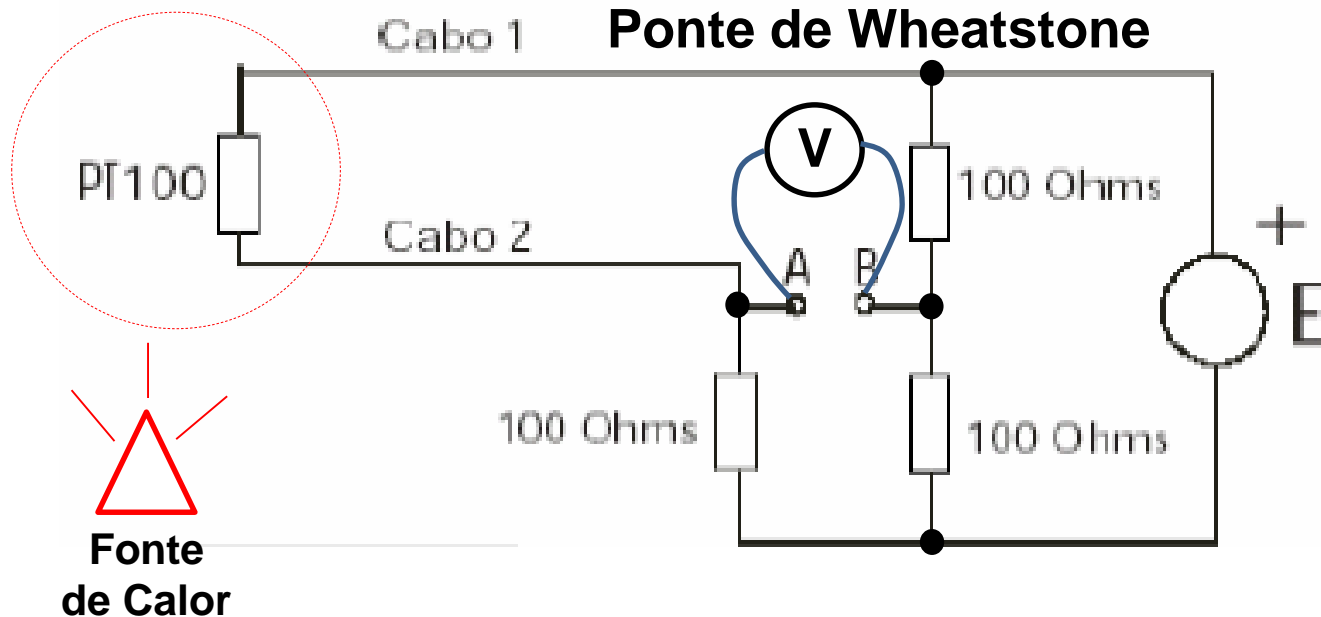 Cabo 1
Ponte de Wheatstone
V
PT100
100 Ohms
+
Cabo 2
A
B
E
100 Ohms
100 Ohms
Fonte
de Calor